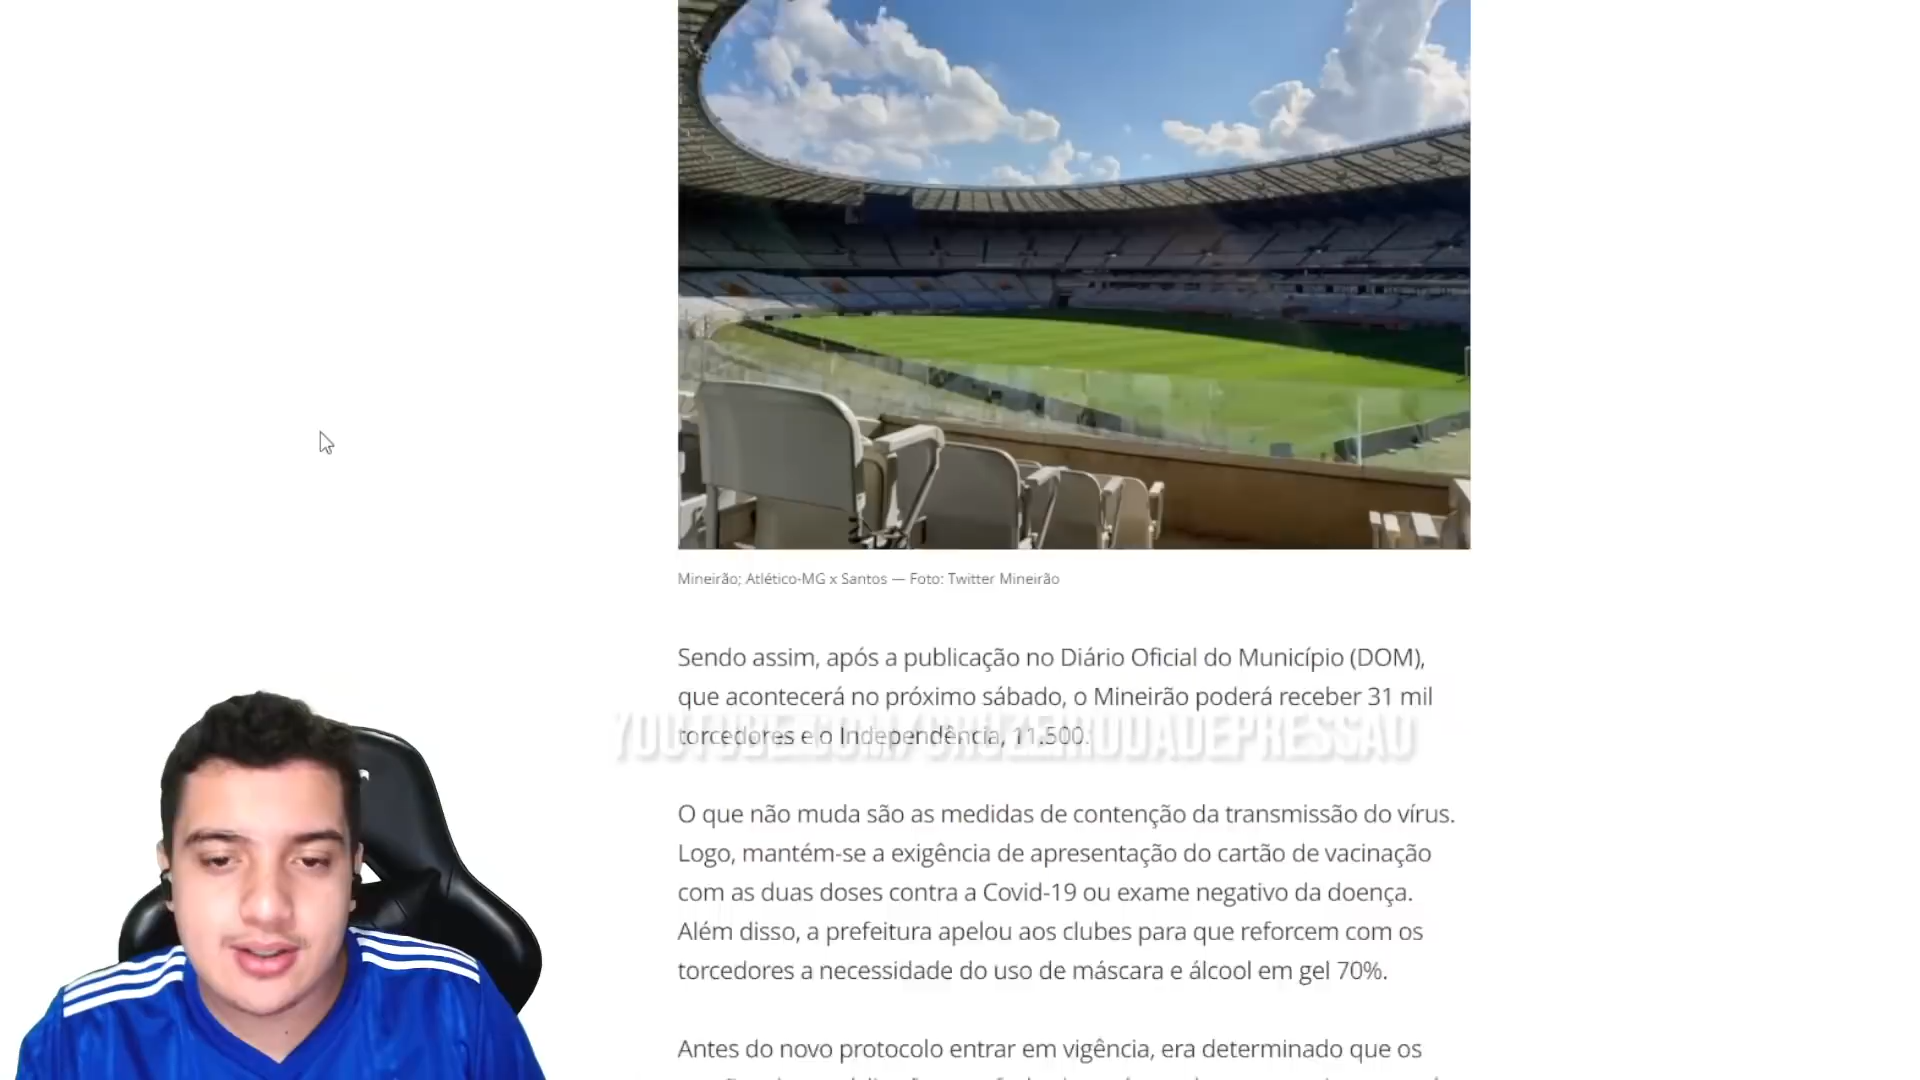 Mineirão; Atlético-MG x Santos — Foto: Twitter Mineirão
Sendo assim, após a publicação no Diário Oficial do Município (DOM),
que acontecerá no próximo sábado, o Mineirão poderá receber 31 mil
torcedores e o Independência, 11.500.
YOUTUBE.COM/CRUZEIRODADEPRESSAO
O que não muda são as medidas de contenção da transmissão do vírus.
Logo, mantém-se a exigência de apresentação do cartão de vacinação
com as duas doses contra a Covid-19 ou exame negativo da doença.
Além disso, a prefeitura apelou aos clubes para que reforcem com os
torcedores a necessidade do uso de máscara e álcool em gel 70%.
Antes do novo protocolo entrar em vigência, era determinado que os